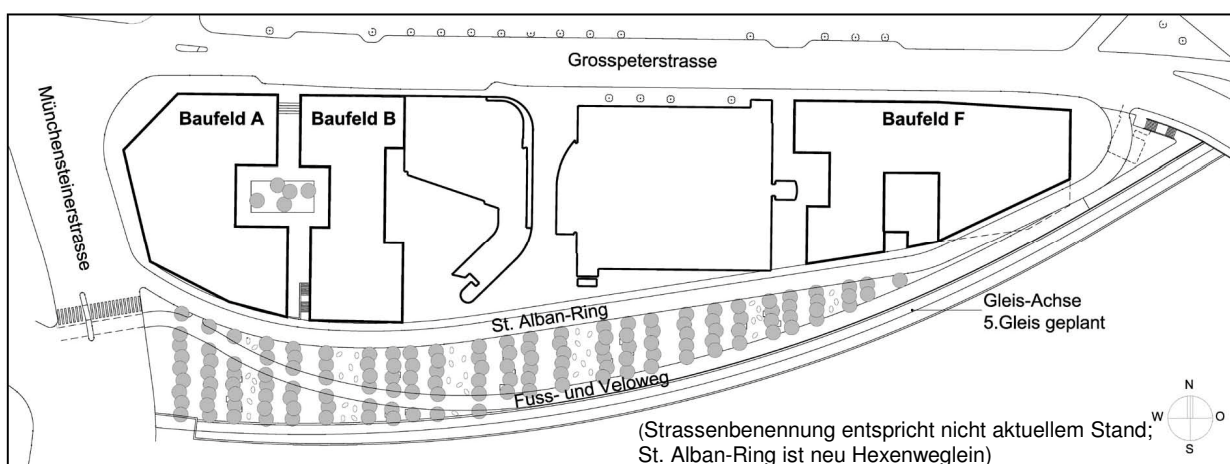 Grosspeterstrasse
Münchensteinerstrasse
Baufeld A
Baufeld B
Baufeld F
St. Alban-Ring
Gleis-Achse
5.Gleis geplant
Fuss- und Veloweg
(Strassenbenennung entspricht nicht aktuellem Stand;
St. Alban-Ring ist neu Hexenweglein)
N
W O
S